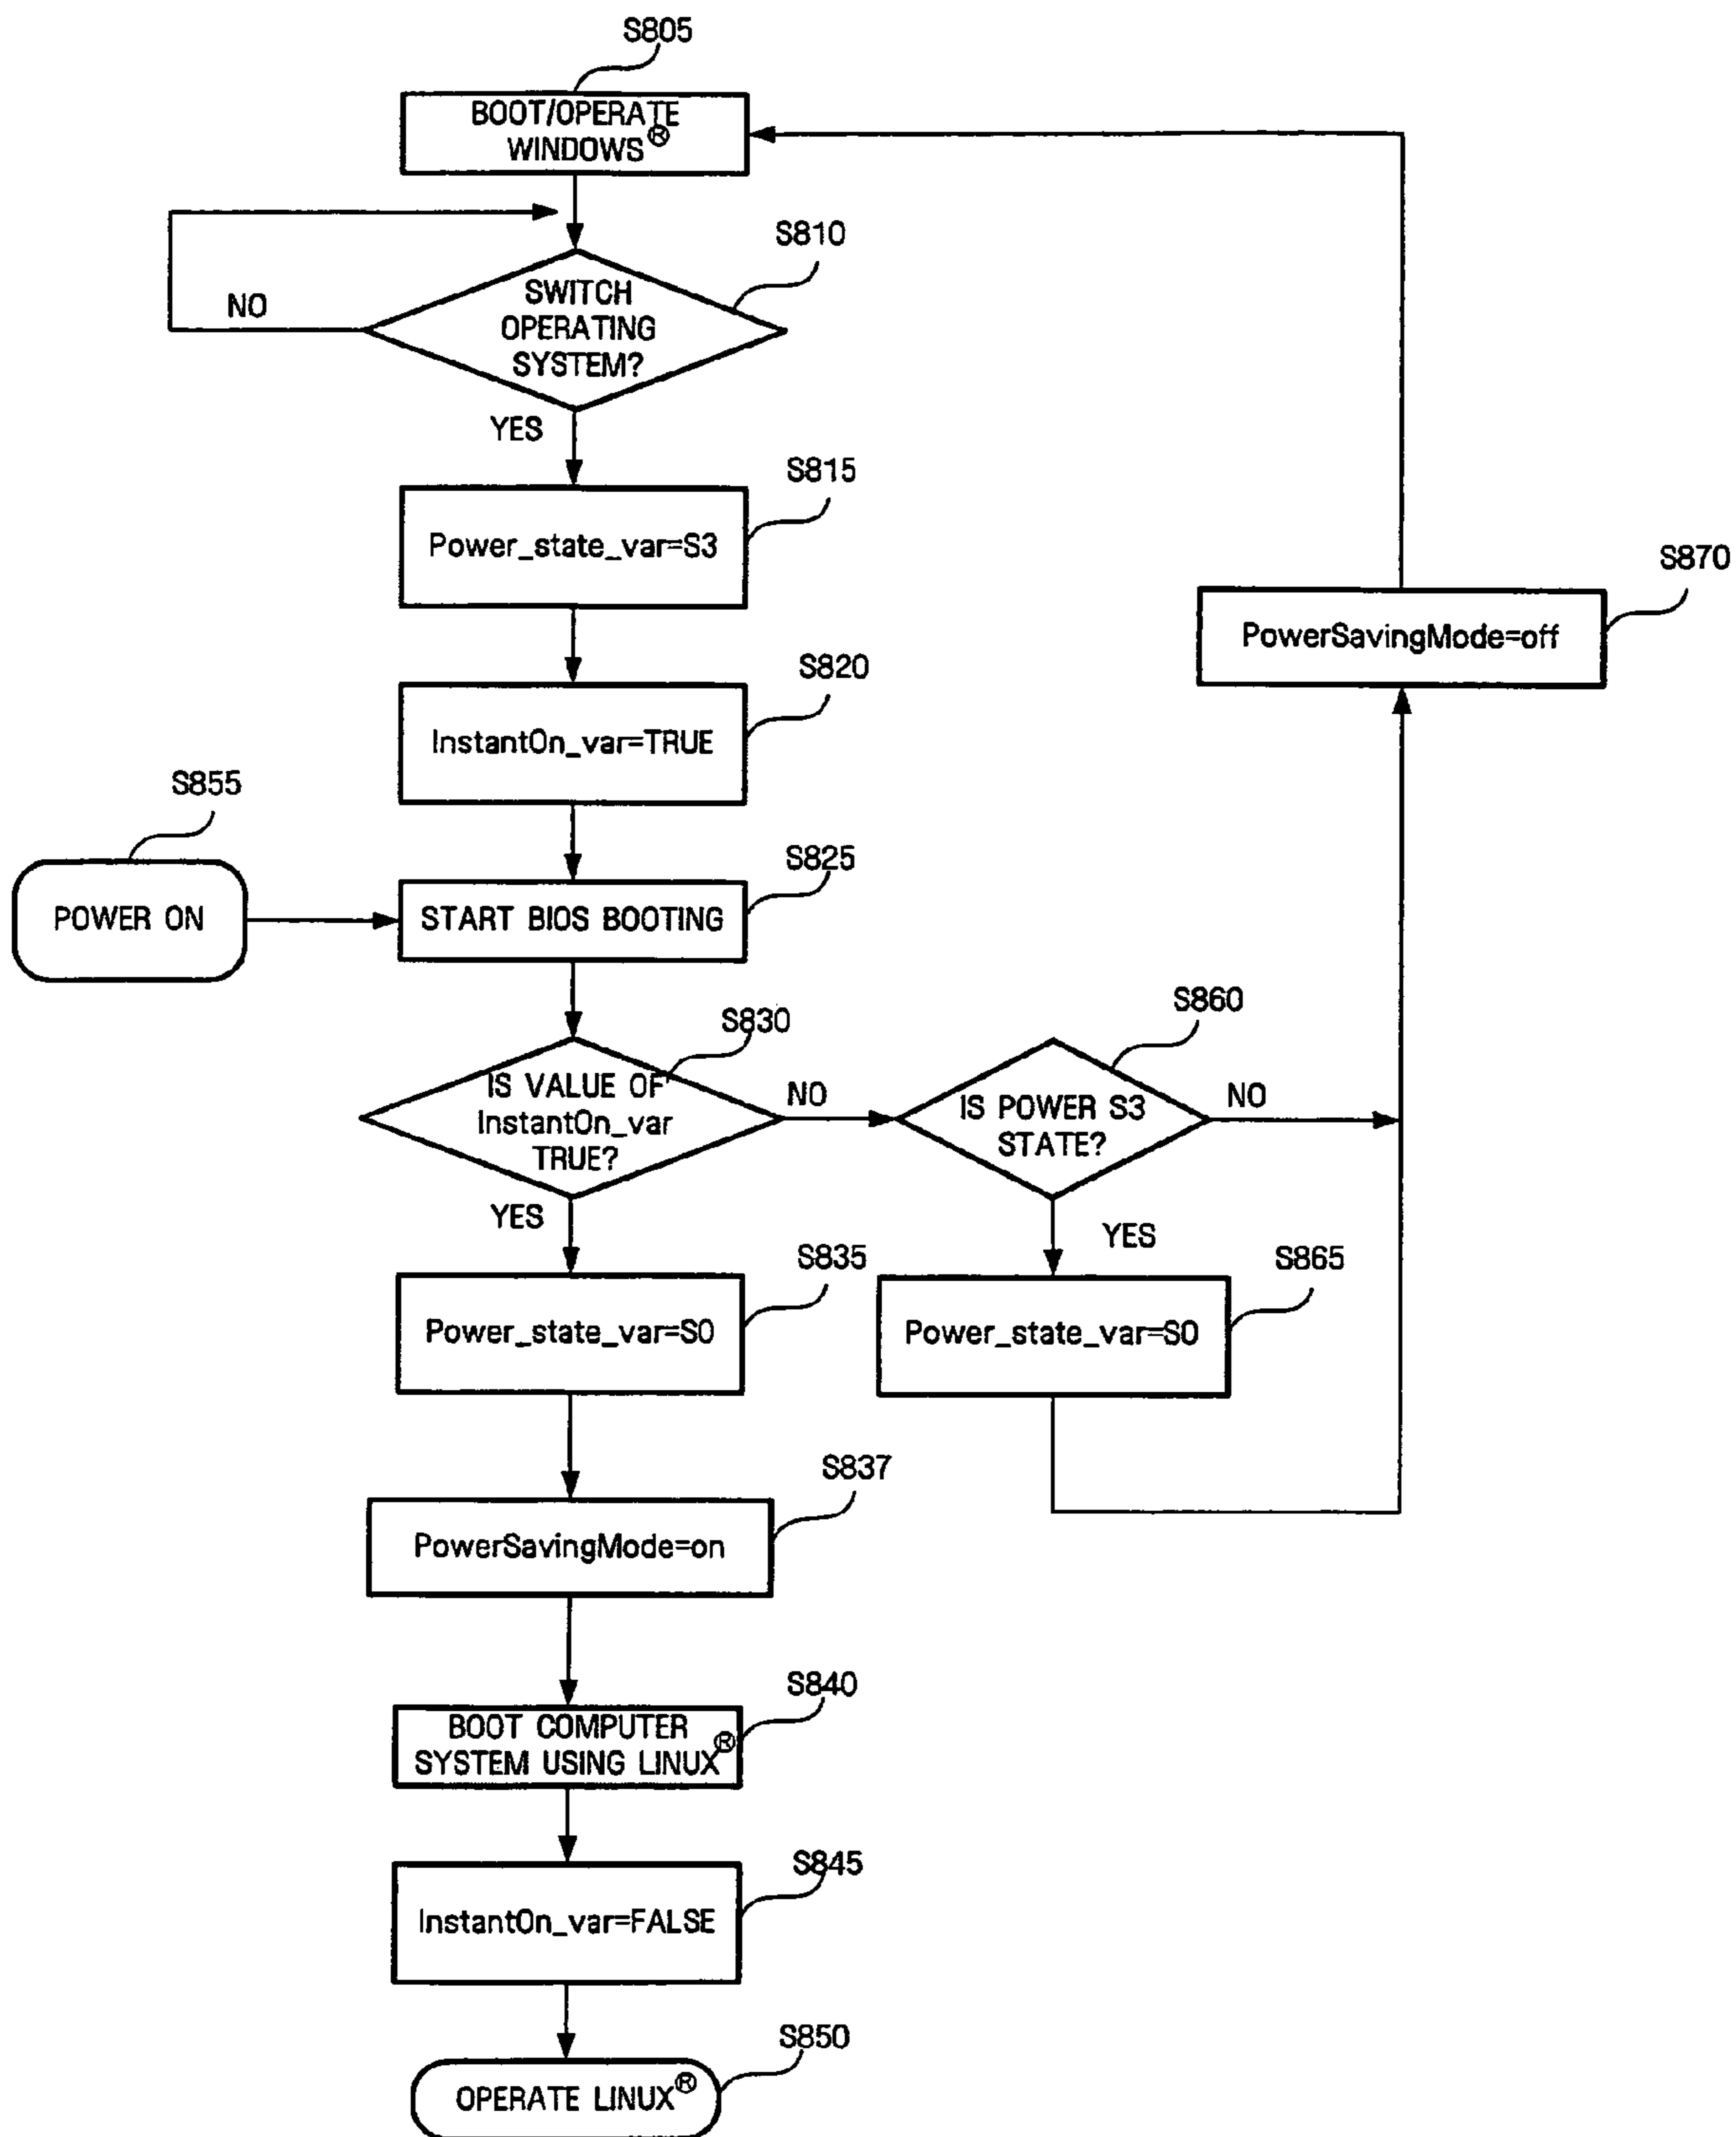 S805
BOOT/OPERATE
WINDOWS®
S810
SWITCH
OPERATING
SYSTEM?
NO
YES
S815
Power_state_var=S3
S870
PowerSavingMode=off
S820
InstantOn_var=TRUE
S855
POWER ON
S825
START BIOS BOOTING
S830
IS VALUE OF
InstantOn_var
TRUE?
NO
YES
S860
IS POWER S3
STATE?
NO
YES
S835
Power_state_var=S0
S865
Power_state_var=S0
S837
PowerSavingMode=on
S840
BOOT COMPUTER
SYSTEM USING LINUX®
S845
InstantOn_var=FALSE
S850
OPERATE LINUX®